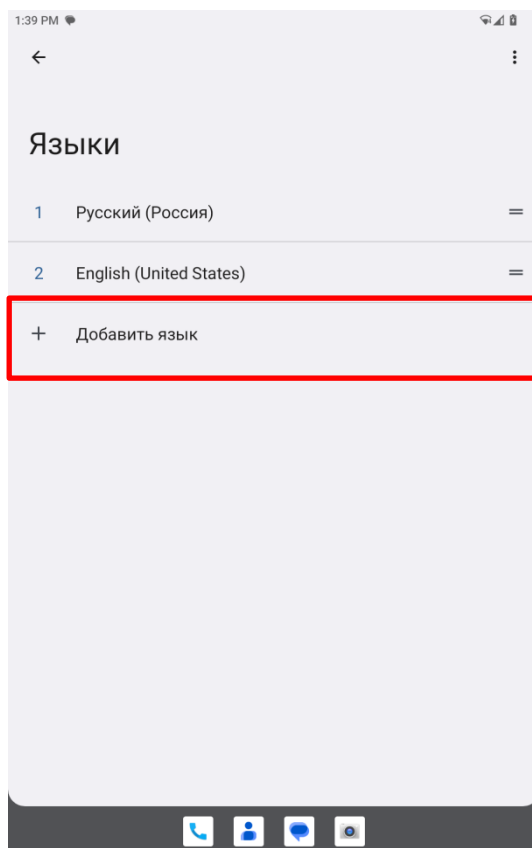 1:39 PM
Языки
1 Русский (Россия)
2 English (United States)
+ Добавить язык